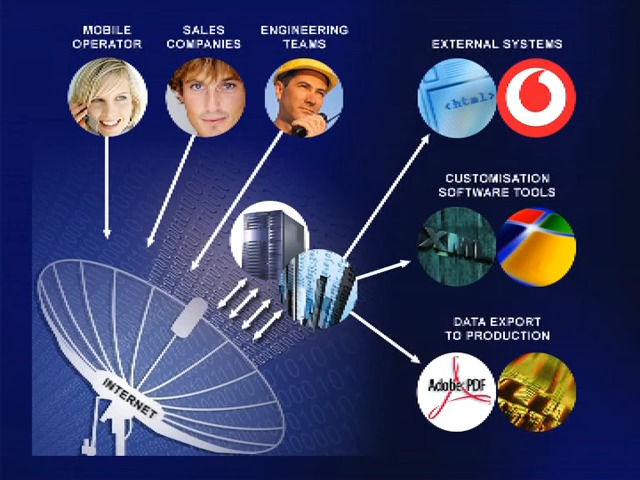 MOBILE
OPERATOR
SALES
COMPANIES
ENGINEERING
TEAMS
EXTERNAL SYSTEMS
<html>
CUSTOMISATION
SOFTWARE TOOLS
XML
DATA EXPORT
TO PRODUCTION
Adobe PDF
INTERNET